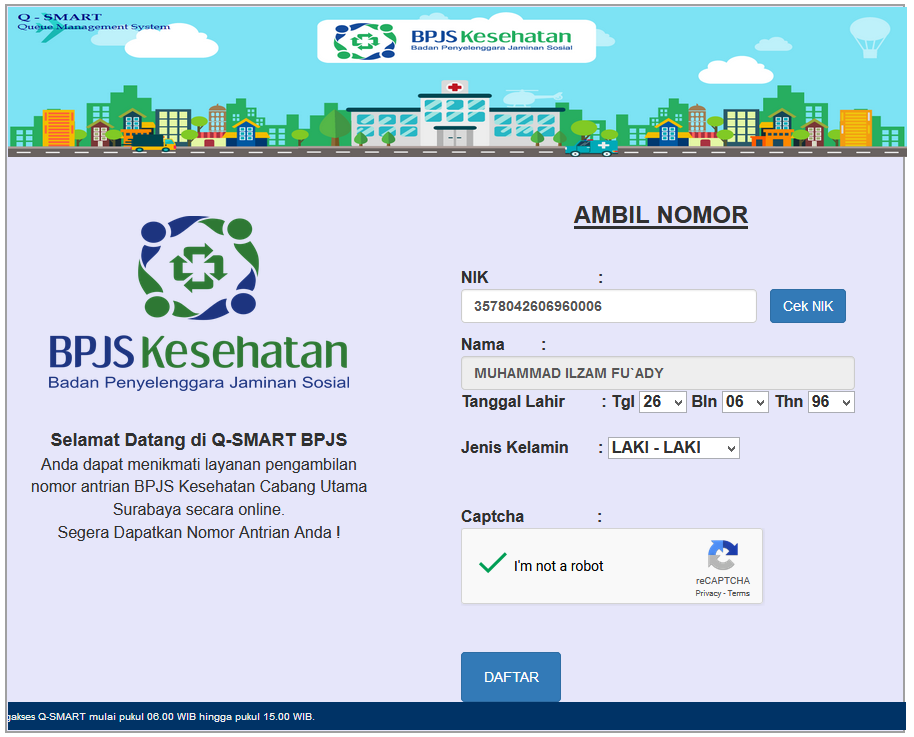 Q - SMART
Queue Management System
BPJS Kesehatan
Badan Penyelenggara Jaminan Sosial
BPJS Kesehatan
Badan Penyelenggara Jaminan Sosial
Selamat Datang di Q-SMART BPJS
Anda dapat menikmati layanan pengambilan
nomor antrian BPJS Kesehatan Cabang Utama
Surabaya secara online.
Segera Dapatkan Nomor Antrian Anda !
AMBIL NOMOR
NIK :
3578042606960006 Cek NIK
Nama :
MUHAMMAD ILZAM FU`ADY
Tanggal Lahir : Tgl 26 Bln 06 Thn 96
Jenis Kelamin : LAKI - LAKI
Captcha :
I'm not a robot
reCAPTCHA
Privacy - Terms
DAFTAR
gakses Q-SMART mulai pukul 06.00 WIB hingga pukul 15.00 WIB.